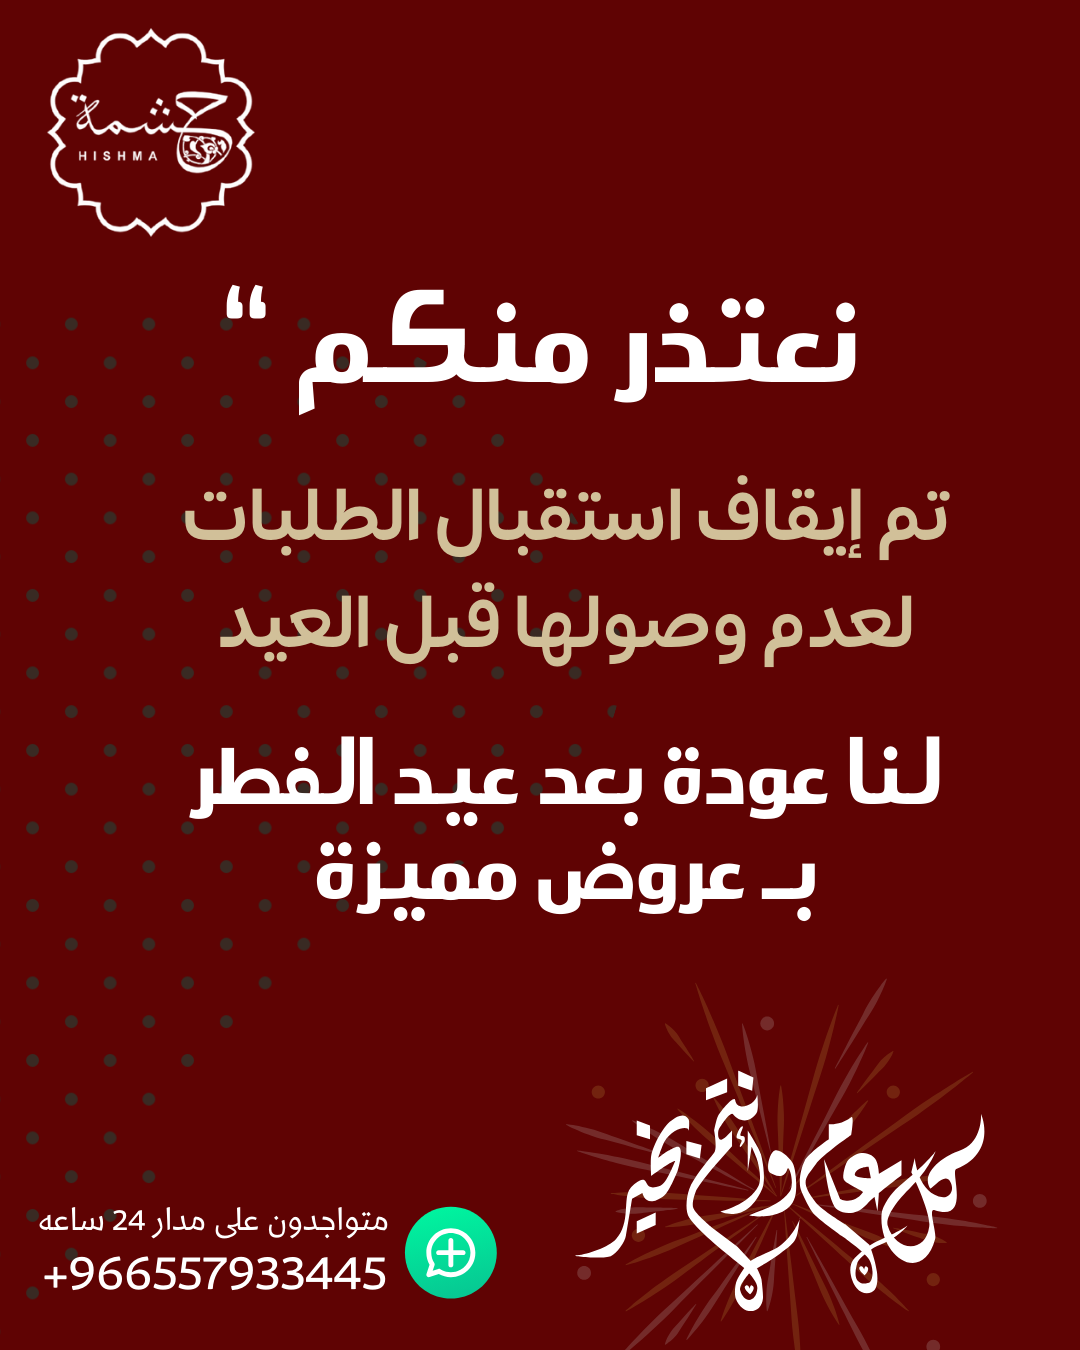 حشمة
HISHMA
نعتذر منكم “
تم إيقاف استقبال الطلبات
لعدم وصولها قبل العيد
لنا عودة بعد عيد الفطر
بـ عروض مميزة
كل عام وأنتم بخير
متواجدون على مدار 24 ساعه
+966557933445